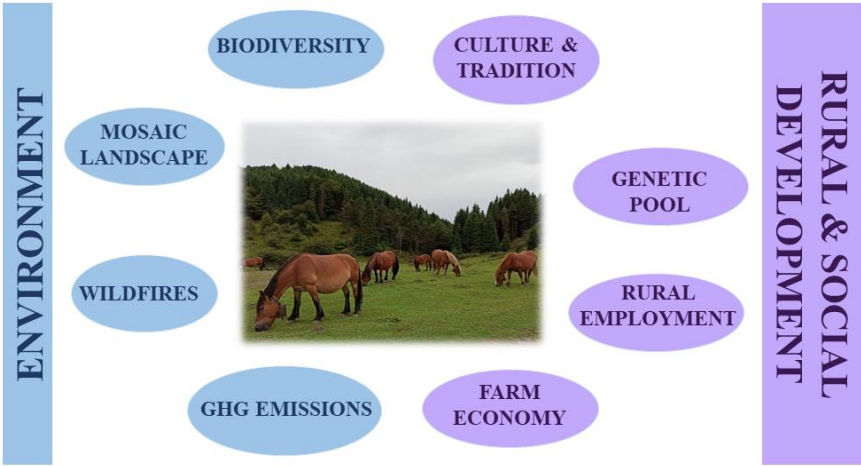 ENVIRONMENT
BIODIVERSITY
MOSAIC
LANDSCAPE
WILDFIRES
GHG EMISSIONS
CULTURE &
TRADITION
GENETIC
POOL
RURAL
EMPLOYMENT
FARM
ECONOMY
RURAL & SOCIAL
DEVELOPMENT